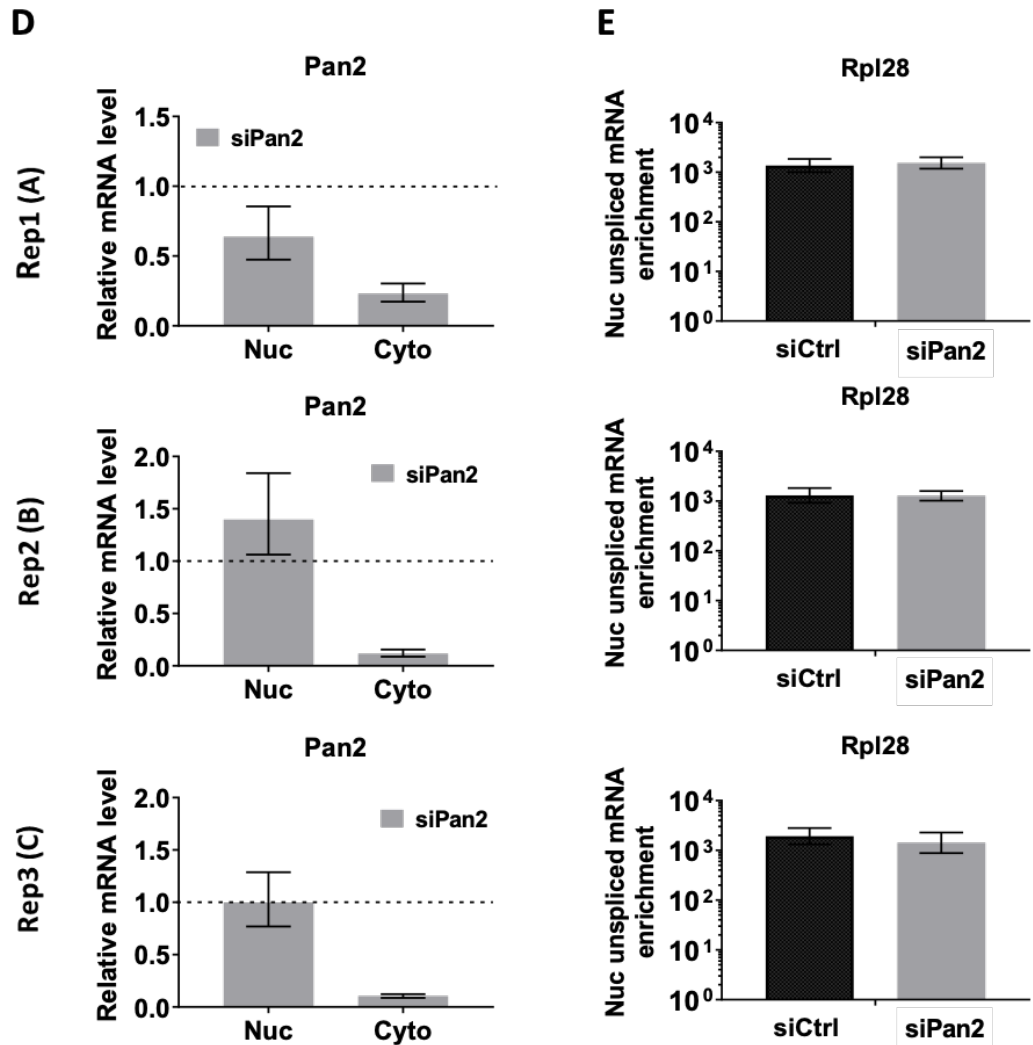 D
Rep1 (A)
Pan2
Relative mRNA level
1.5
1.0
0.5
0.0
siPan2
Nuc Cyto
Rep2 (B)
Pan2
Relative mRNA level
2.0
1.5
1.0
0.5
0.0
siPan2
Nuc Cyto
Rep3 (C)
Pan2
Relative mRNA level
2.0
1.5
1.0
0.5
0.0
siPan2
Nuc Cyto
E
Rpl28
Nuc unspliced mRNA
enrichment
10⁴
10³
10²
10¹
10⁰
siCtrl siPan2
Rpl28
Nuc unspliced mRNA
enrichment
10⁴
10³
10²
10¹
10⁰
siCtrl siPan2
Rpl28
Nuc unspliced mRNA
enrichment
10⁴
10³
10²
10¹
10⁰
siCtrl siPan2